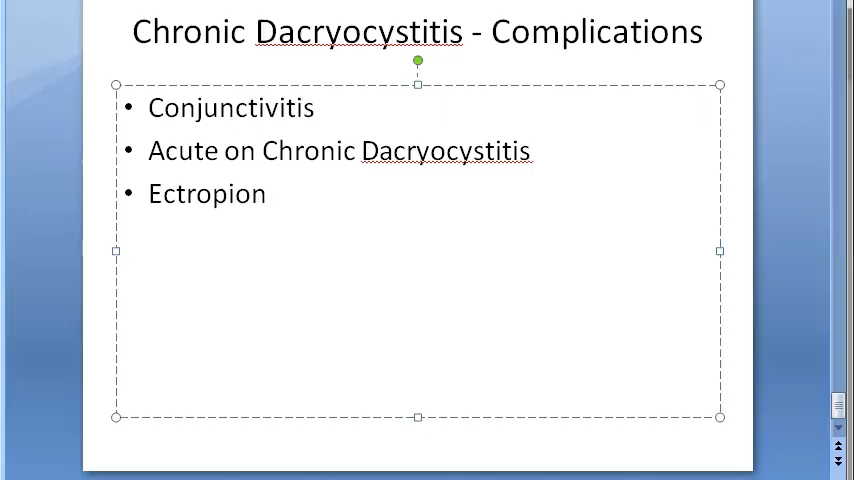 Chronic Dacryocystitis - Complications
• Conjunctivitis
• Acute on Chronic Dacryocystitis
• Ectropion